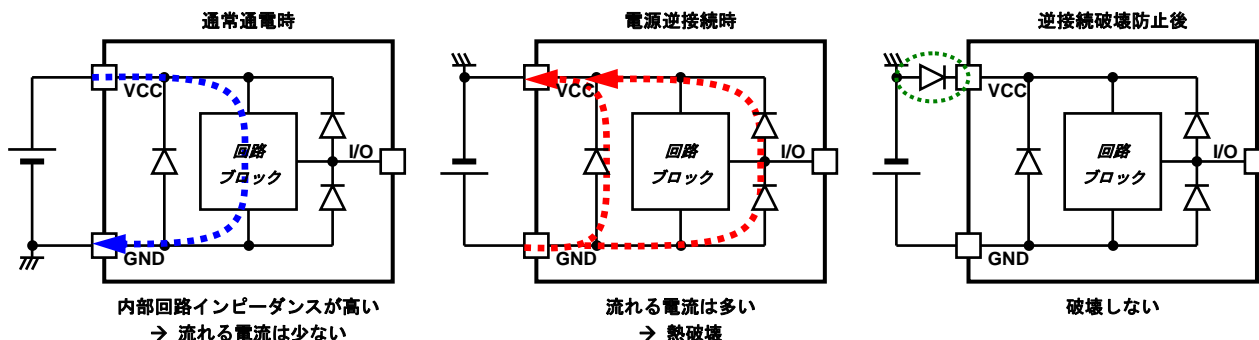 通常通電時
VCC
回路
ブロック
I/O
GND
内部回路インピーダンスが高い
→ 流れる電流は少ない
電源逆接続時
VCC
回路
ブロック
I/O
GND
流れる電流は多い
→ 熱破壊
逆接続破壊防止後
VCC
回路
ブロック
I/O
GND
破壊しない